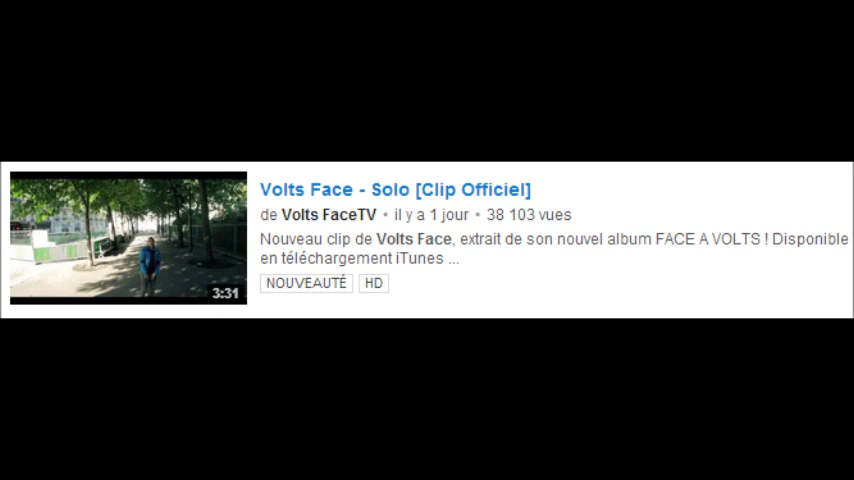 Volts Face - Solo [Clip Officiel]
de Volts FaceTV • il y a 1 jour • 38 103 vues
Nouveau clip de Volts Face, extrait de son nouvel album FACE A VOLTS ! Disponible
en téléchargement iTunes ...
NOUVEAUTÉ HD
3:31